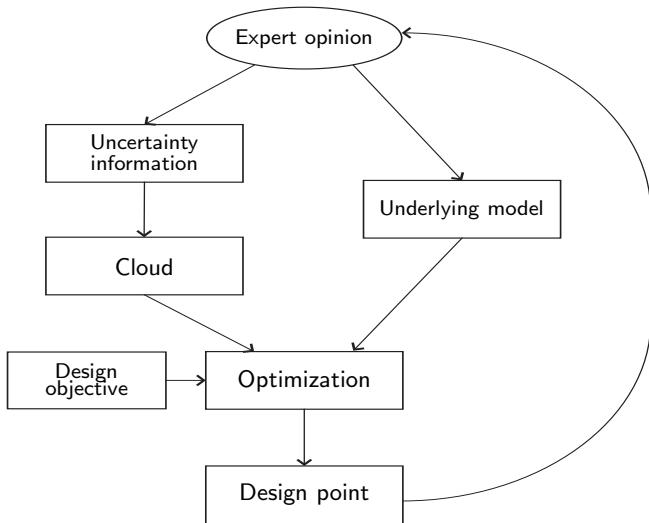 Expert opinion
Uncertainty
information
Underlying model
Cloud
Design
objective
Optimization
Design point